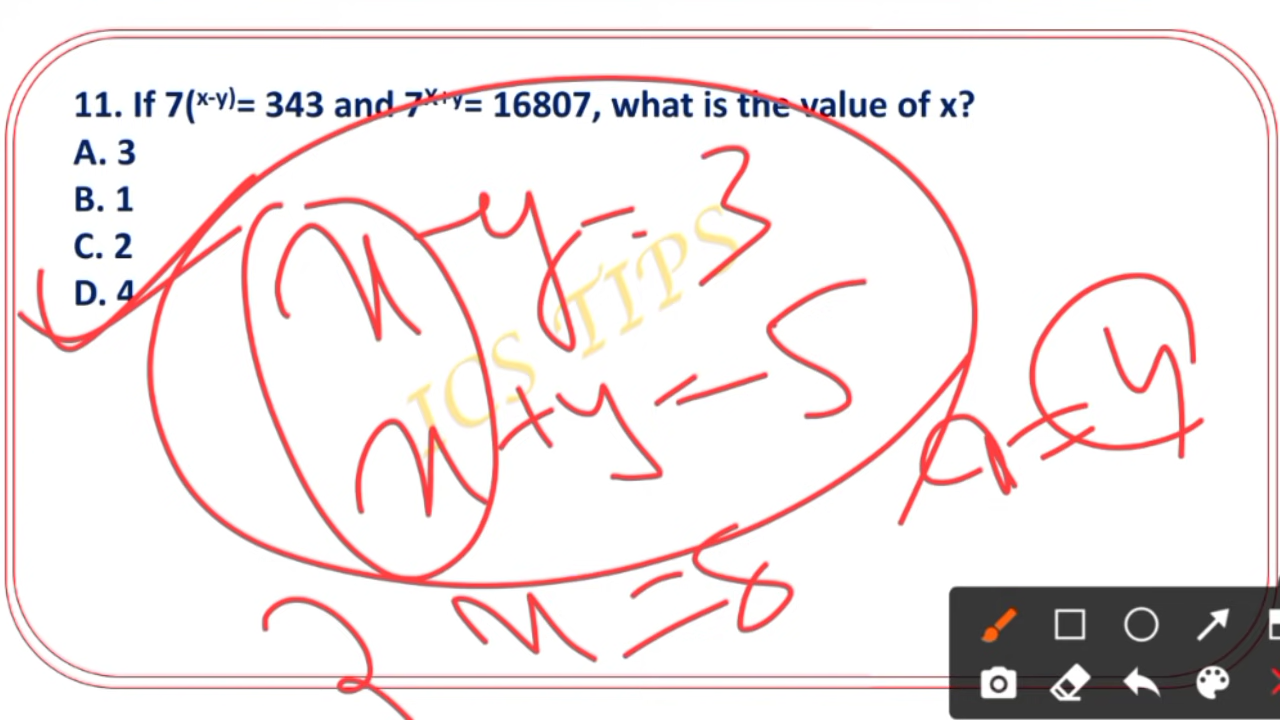 11. If 7(x-y)= 343 and 7x+y= 16807, what is the value of x?
A. 3
B. 1
C. 2
D. 4
x-y=3
x+y=5
x=4
2x=8
ICS TIPS